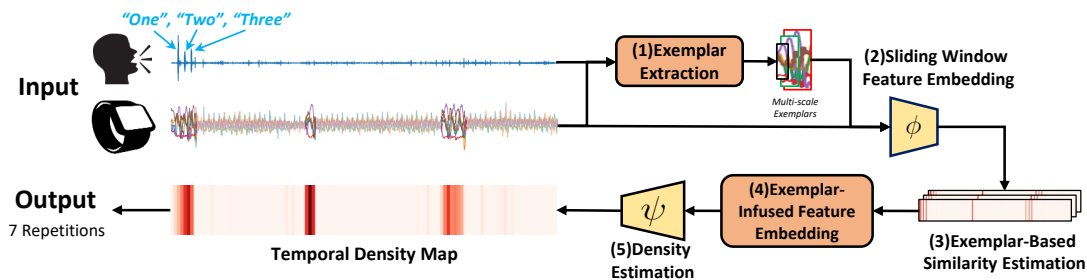 “One”, “Two”, “Three”
Input
(1)Exemplar
Extraction
Multi-scale
Exemplars
(2)Sliding Window
Feature Embedding
ϕ
Output
7 Repetitions
Temporal Density Map
ψ
(5)Density
Estimation
(4)Exemplar-
Infused Feature
Embedding
(3)Exemplar-Based
Similarity Estimation